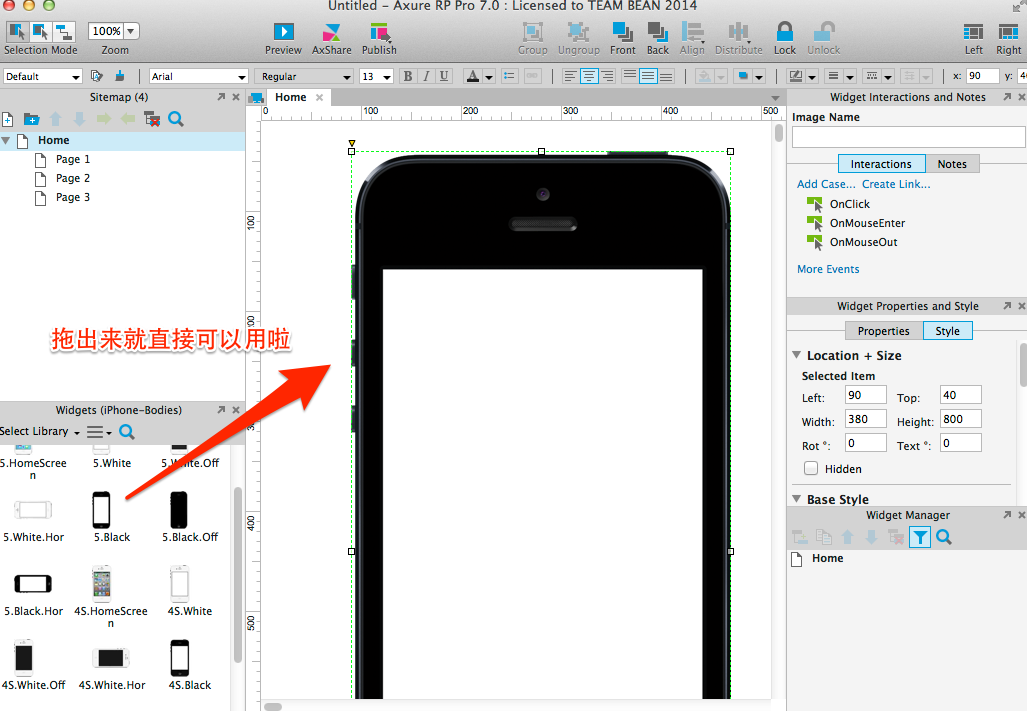 Untitled - Axure RP Pro 7.0 : Licensed to TEAM BEAN 2014
Selection Mode
100%
Zoom
Preview AxShare Publish
Group Ungroup Front Back Align Distribute Lock Unlock
Left Right
Default
Arial
Regular
13
B I U A
x: 90 y:
Sitemap (4)
Home
Page 1
Page 2
Page 3
Home
0 100 200 300 400 500
100
400
500
拖出来就直接可以用啦
Widgets (iPhone-Bodies)
Select Library
5.HomeScree
n
5.White
5.White.Off
5.White.Hor
5.Black
5.Black.Off
5.Black.Hor
4S.HomeScree
n
4S.White
4S.White.Off
4S.White.Hor
4S.Black
Widget Interactions and Notes
Image Name
Interactions Notes
Add Case... Create Link...
OnClick
OnMouseEnter
OnMouseOut
More Events
Widget Properties and Style
Properties Style
Location + Size
Selected Item
Left: 90 Top: 40
Width: 380 Height: 800
Rot °: 0 Text °: 0
Hidden
Base Style
Widget Manager
Home